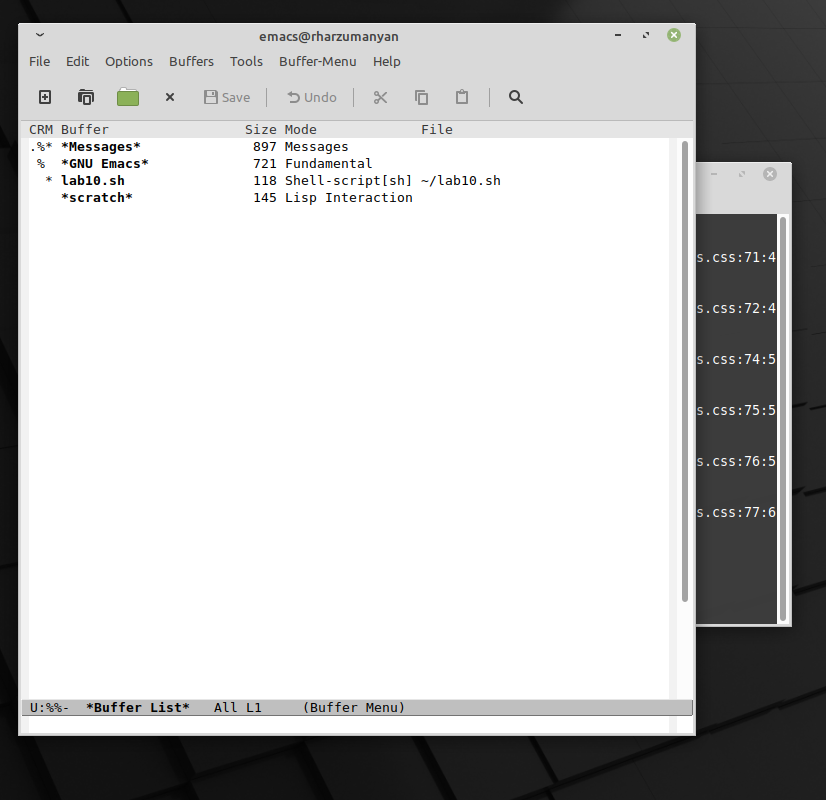 emacs@rharzumanyan
File Edit Options Buffers Tools Buffer-Menu Help
Save Undo
CRM Buffer Size Mode File
.%* *Messages* 897 Messages
% *GNU Emacs* 721 Fundamental
* lab10.sh 118 Shell-script[sh] ~/lab10.sh
*scratch* 145 Lisp Interaction
U:%%- *Buffer List* All L1 (Buffer Menu)
s.css:71:4
s.css:72:4
s.css:74:5
s.css:75:5
s.css:76:5
s.css:77:6